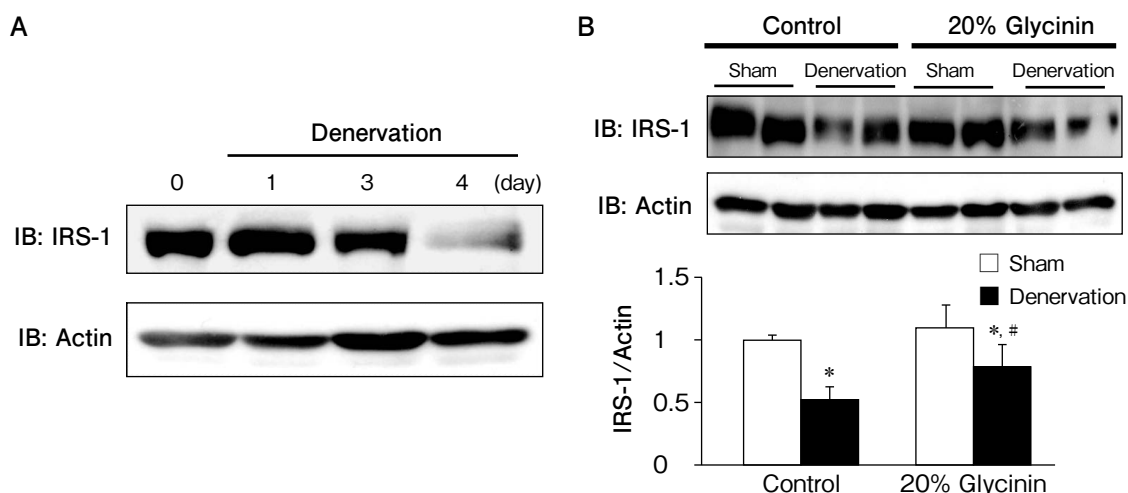 A
Denervation
0 1 3 4 (day)
IB: IRS-1
IB: Actin
B
Control 20% Glycinin
Sham Denervation Sham Denervation
IB: IRS-1
IB: Actin
1.5
1
0.5
0
IRS-1/Actin
Sham
Denervation
*
*, #
Control 20% Glycinin